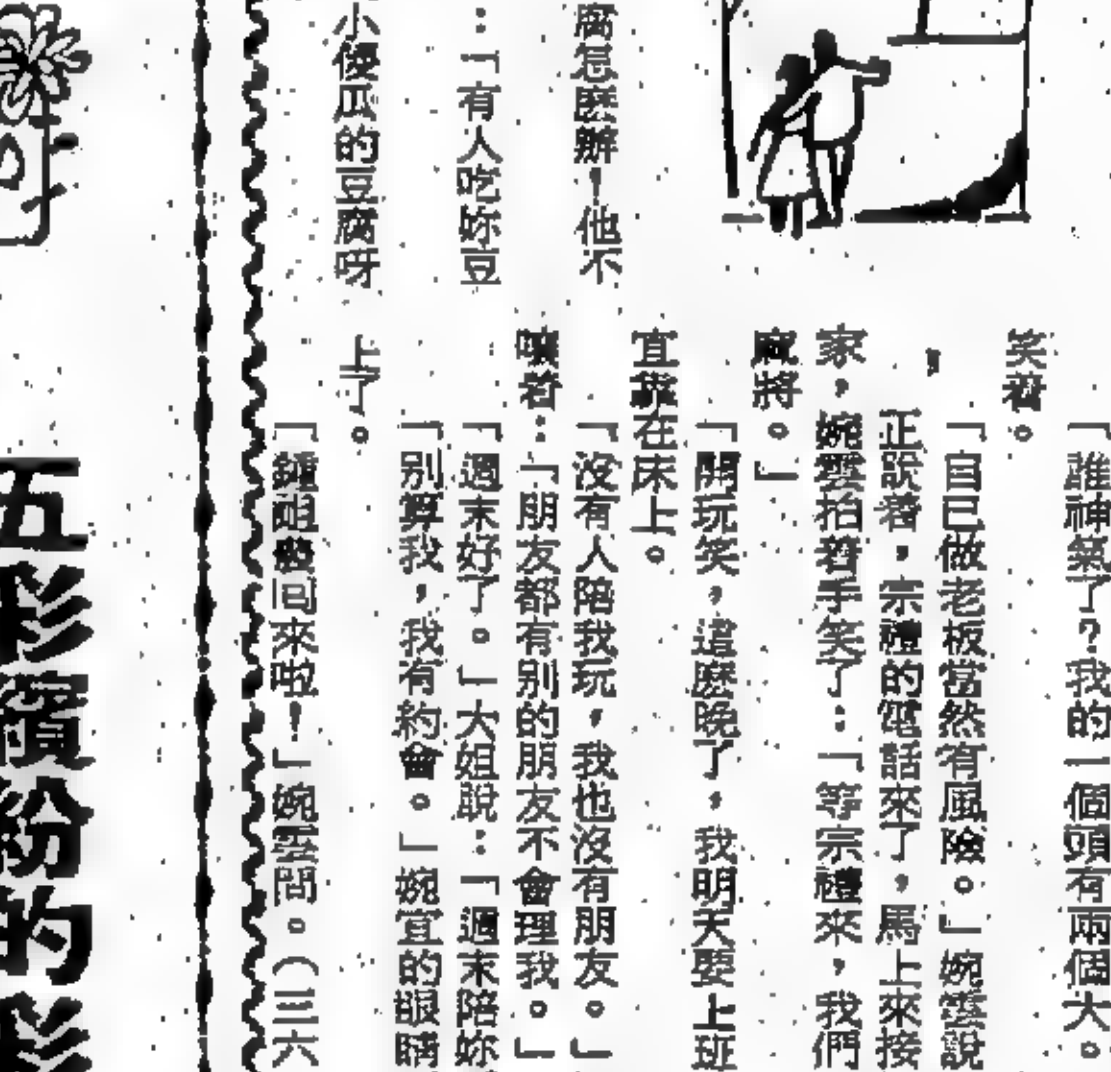 「誰神氣了？我的一個頭有兩個大。
笑着。
「自己做老板當然有風險。」婉雲說
，
正說着，宗禮的電話來了，馬上來接
家，婉雲拍着手笑了：「等宗禮來，我們
麻將。」
「開玩笑，這麼晚了，我明天要上班
宜靠在床上。
腐怎麼辦！他不
「沒有人陪我玩，我也沒有朋友。」
嚷着：「朋友都有別的朋友不會理我。」
：「有人吃妳豆
「週末好了。」大姐說：「週末陪妳
別算我，我有約會。」婉宜的眼睛
小傻瓜的豆腐呀
上了。
「鍾祖發回來啦！」婉雲問。（三六
五彩繽紛的彩